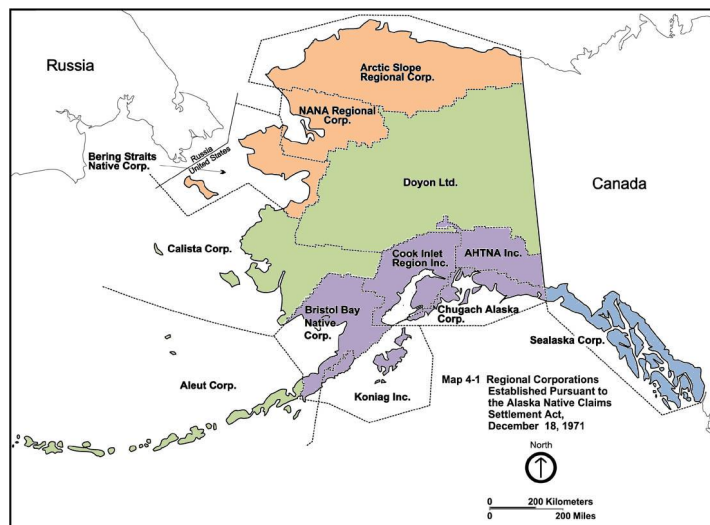 Russia
Arctic Slope
Regional Corp.
NANA Regional
Corp.
Bering Straits
Native Corp.
Russia
United States
Doyon Ltd.
Canada
Calista Corp.
Cook Inlet
Region Inc.
AHTNA Inc.
Bristol Bay
Native
Corp.
Chugach Alaska
Corp.
Sealaska Corp.
Aleut Corp.
Koniag Inc.
Map 4-1 Regional Corporations
Established Pursuant to
the Alaska Native Claims
Settlement Act,
December 18, 1971
North
0 200 Kilometers
0 200 Miles